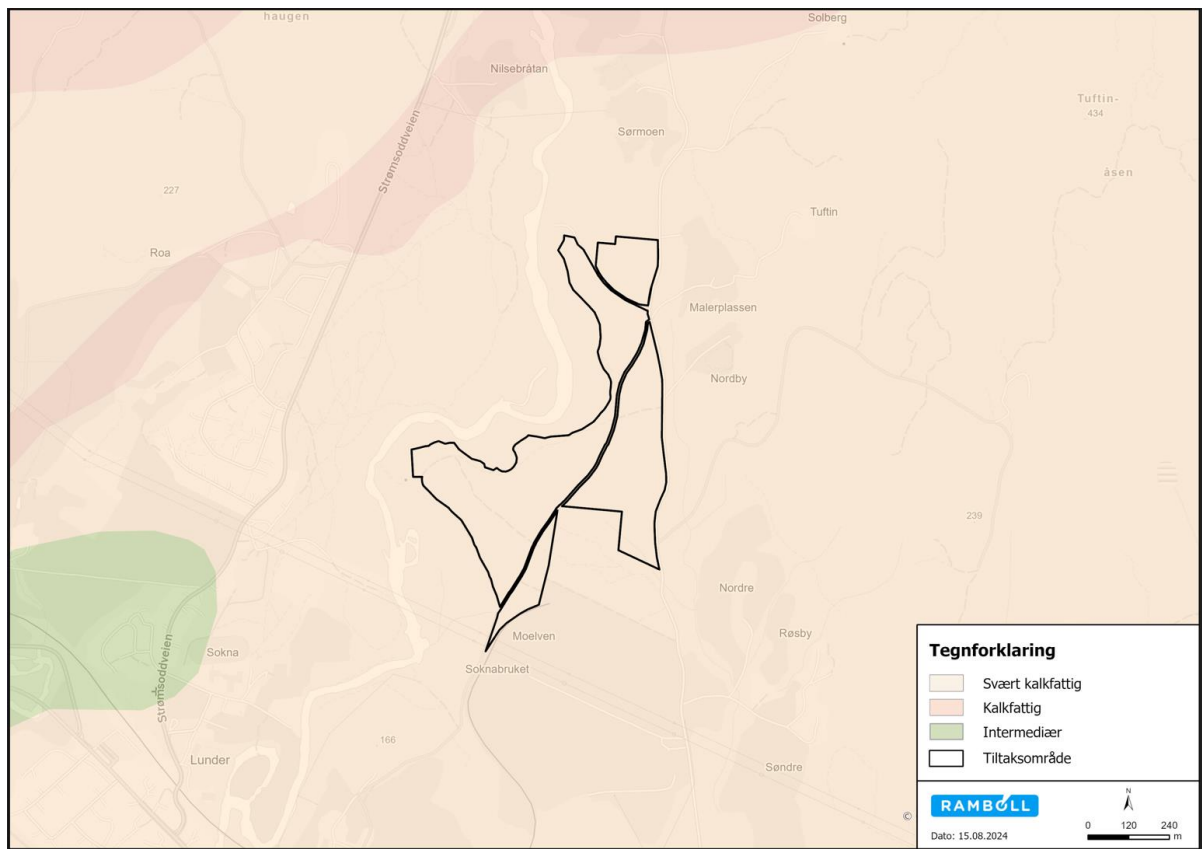 haugen
Solberg
Nilsebråtan
Tuftin-
434
Sørmoen
Strømsoddveien
åsen
227
Tuftin
Roa
Malerplassen
Nordby
239
Nordre
Røsby
Moelven
Sokna
Strømsoddveien
Soknabruket
166
Lunder
Søndre
Tegnforklaring
Svært kalkfattig
Kalkfattig
Intermediær
Tiltaksområde
RAMBOLL
N
©
0 120 240
m
Dato: 15.08.2024